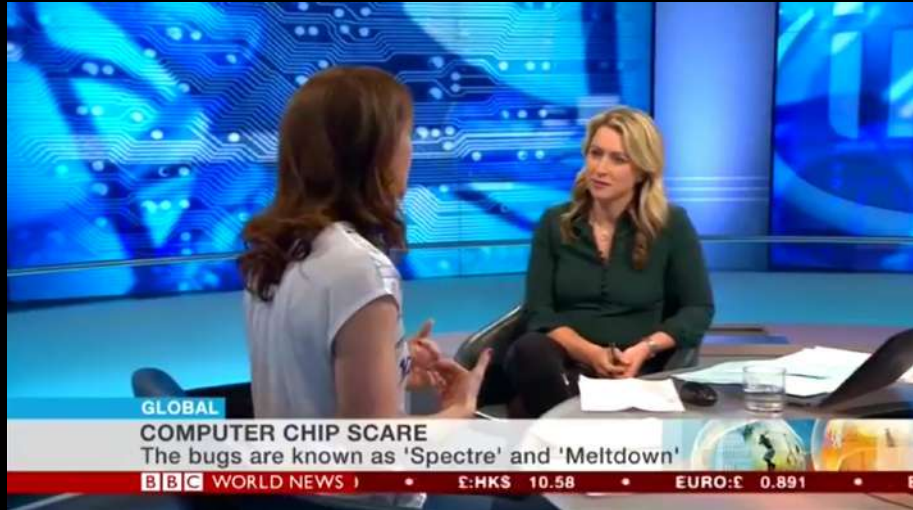 GLOBAL
COMPUTER CHIP SCARE
The bugs are known as 'Spectre' and 'Meltdown'
BBC WORLD NEWS £:HK$ 10.58 EURO:£ 0.891